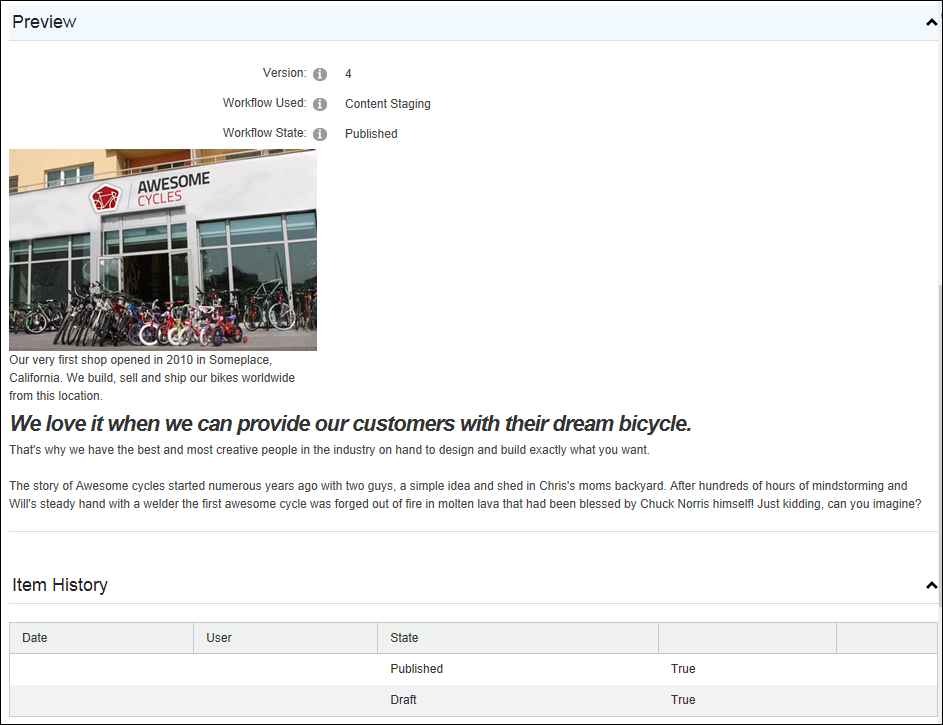 Preview
Version: 4
Workflow Used: Content Staging
Workflow State: Published
AWESOME
CYCLES
Our very first shop opened in 2010 in Someplace,
California. We build, sell and ship our bikes worldwide
from this location.
We love it when we can provide our customers with their dream bicycle.
That's why we have the best and most creative people in the industry on hand to design and build exactly what you want.
The story of Awesome cycles started numerous years ago with two guys, a simple idea and shed in Chris's moms backyard. After hundreds of hours of mindstorming and
Will's steady hand with a welder the first awesome cycle was forged out of fire in molten lava that had been blessed by Chuck Norris himself! Just kidding, can you imagine?
Item History
Date User State
Published True
Draft True